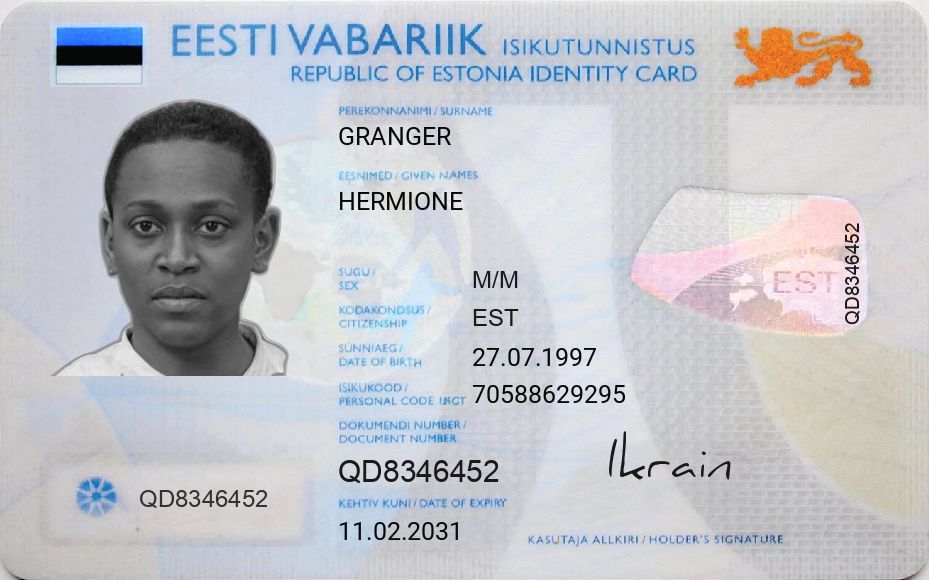 EESTI VABARIIK ISIKUTUNNISTUS
REPUBLIC OF ESTONIA IDENTITY CARD
PEREKONNANIMI / SURNAME
GRANGER
EESNIMED / GIVEN NAMES
HERMIONE
SUGU /
SEX
M/M
KODAKONDSUS /
CITIZENSHIP
EST
SÜNNIAEG /
DATE OF BIRTH
27.07.1997
ISIKUKOOD /
PERSONAL CODE
70588629295
DOKUMENDI NUMBER /
DOCUMENT NUMBER
QD8346452
KEHTIV KUNI / DATE OF EXPIRY
11.02.2031
QD8346452
EST
QD8346452
Ikrain
KASUTAJA ALLKIRI / HOLDER'S SIGNATURE